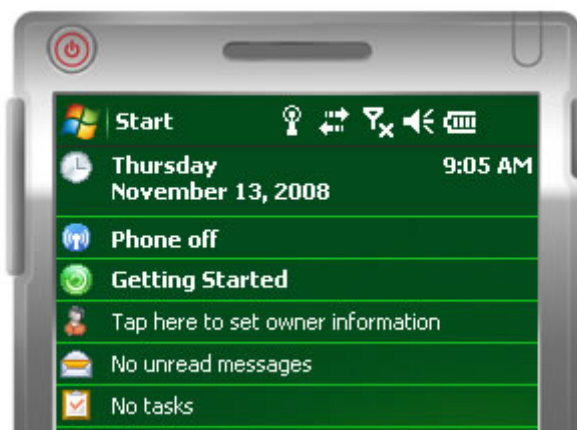 Start
Thursday 9:05 AM
November 13, 2008
Phone off
Getting Started
Tap here to set owner information
No unread messages
No tasks